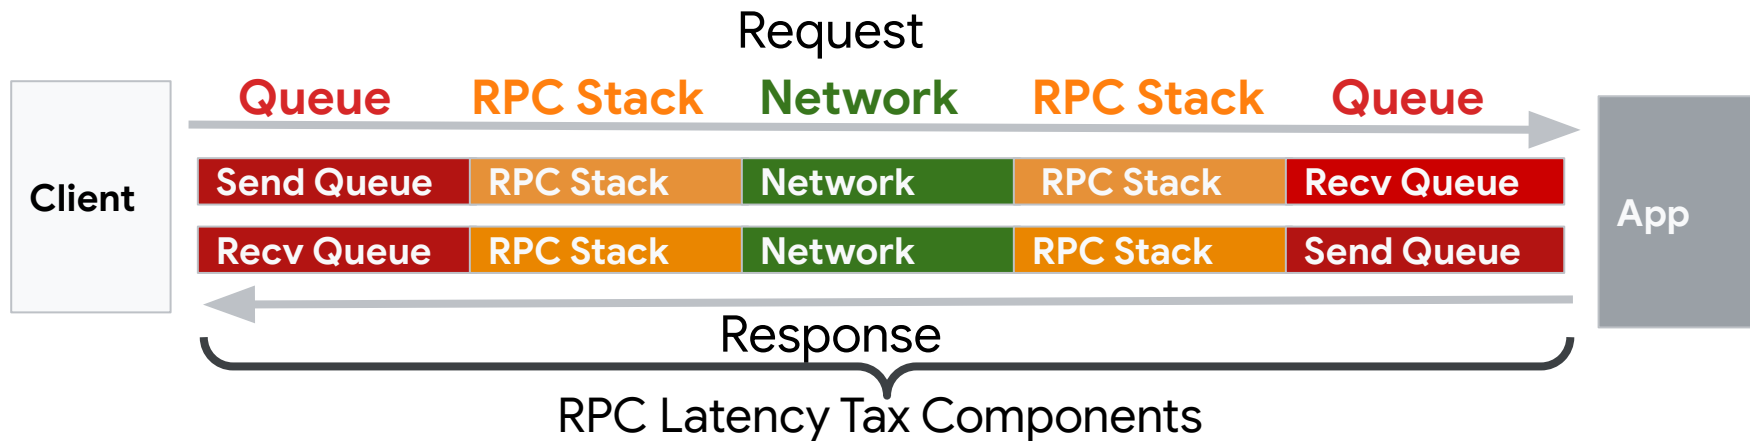 Request
Queue RPC Stack Network RPC Stack Queue
Client
Send Queue RPC Stack Network RPC Stack Recv Queue
App
Recv Queue RPC Stack Network RPC Stack Send Queue
Response
RPC Latency Tax Components